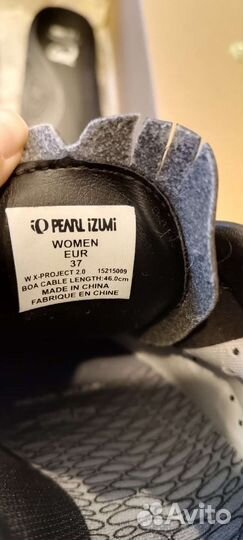 PEARL iZUMi
WOMEN
EUR
37
W X-PROJECT 2.0 15215009
BOA CABLE LENGTH:46.0cm
MADE IN CHINA
FABRIQUE EN CHINE
Avito